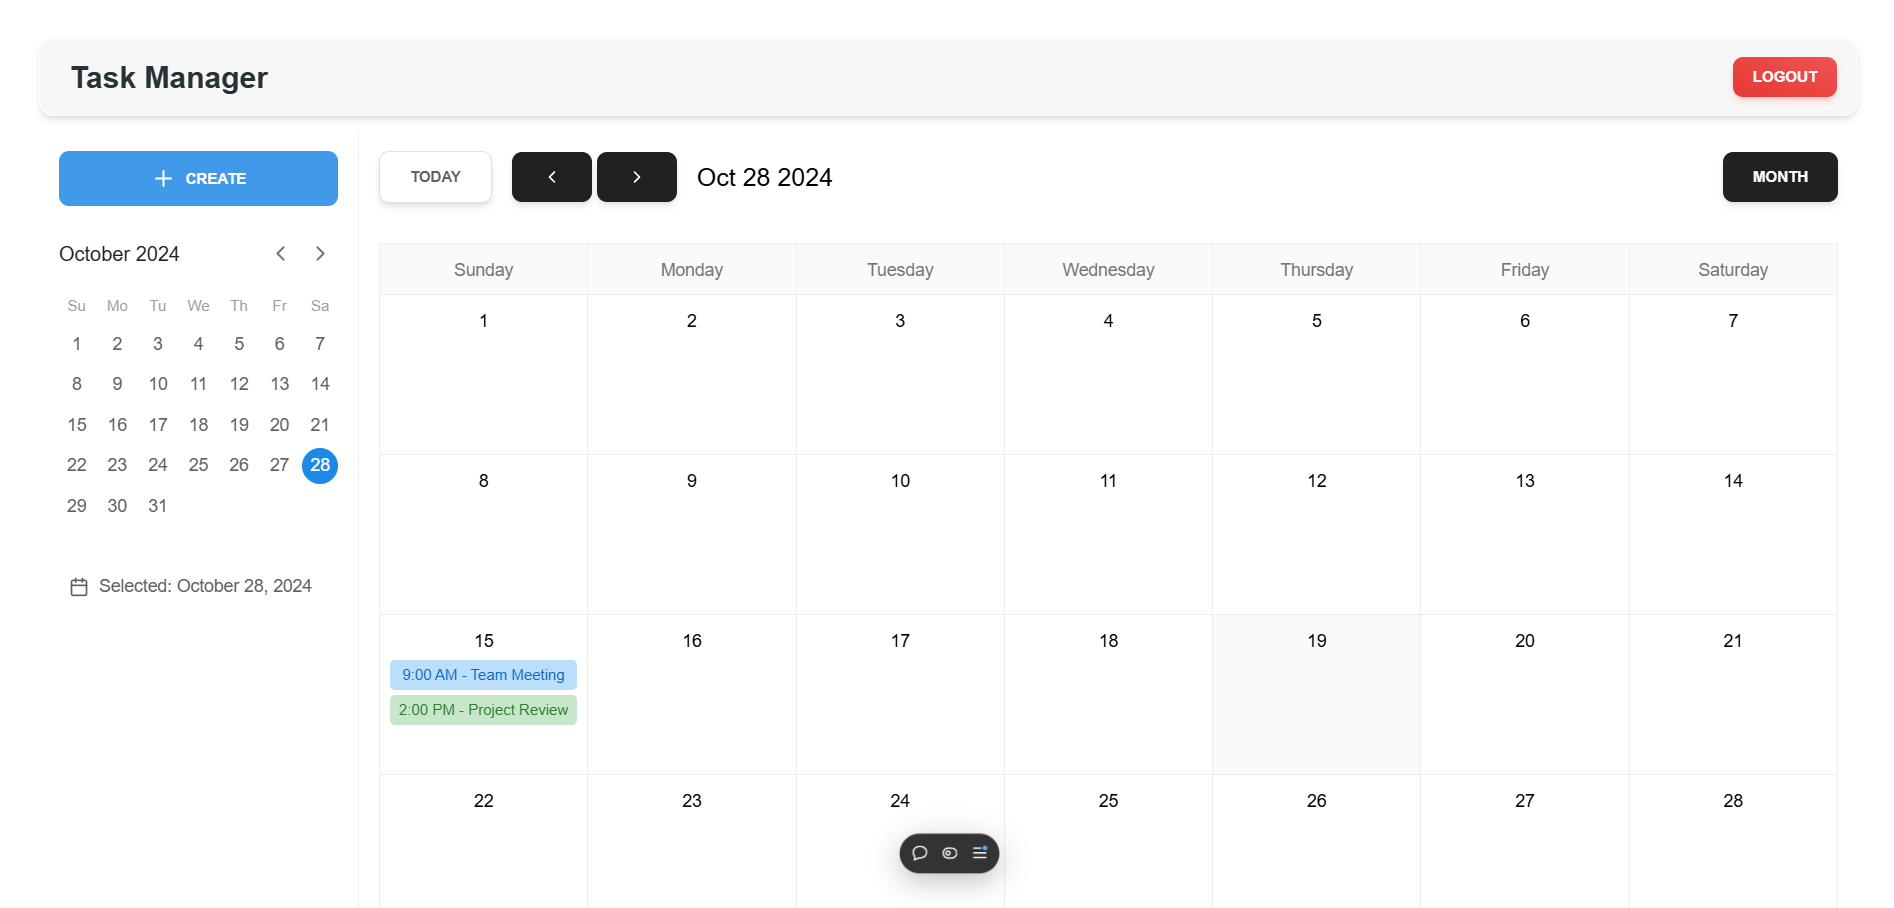 Task Manager
LOGOUT
CREATE
October 2024
Su Mo Tu We Th Fr Sa
1 2 3 4 5 6 7
8 9 10 11 12 13 14
15 16 17 18 19 20 21
22 23 24 25 26 27 28
29 30 31
Selected: October 28, 2024
TODAY
Oct 28 2024
MONTH
Sunday Monday Tuesday Wednesday Thursday Friday Saturday
1 2 3 4 5 6 7
8 9 10 11 12 13 14
15 16 17 18 19 20 21
9:00 AM - Team Meeting
2:00 PM - Project Review
22 23 24 25 26 27 28